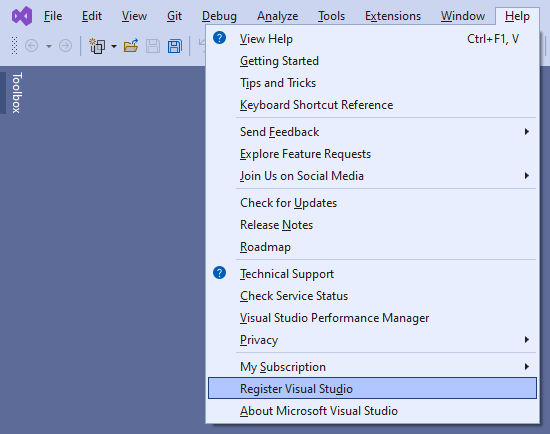 File Edit View Git Debug Analyze Tools Extensions Window Help
Toolbox
? View Help Ctrl+F1, V
Getting Started
Tips and Tricks
Keyboard Shortcut Reference
Send Feedback
Explore Feature Requests
Join Us on Social Media
Check for Updates
Release Notes
Roadmap
? Technical Support
Check Service Status
Visual Studio Performance Manager
Privacy
My Subscription
Register Visual Studio
About Microsoft Visual Studio